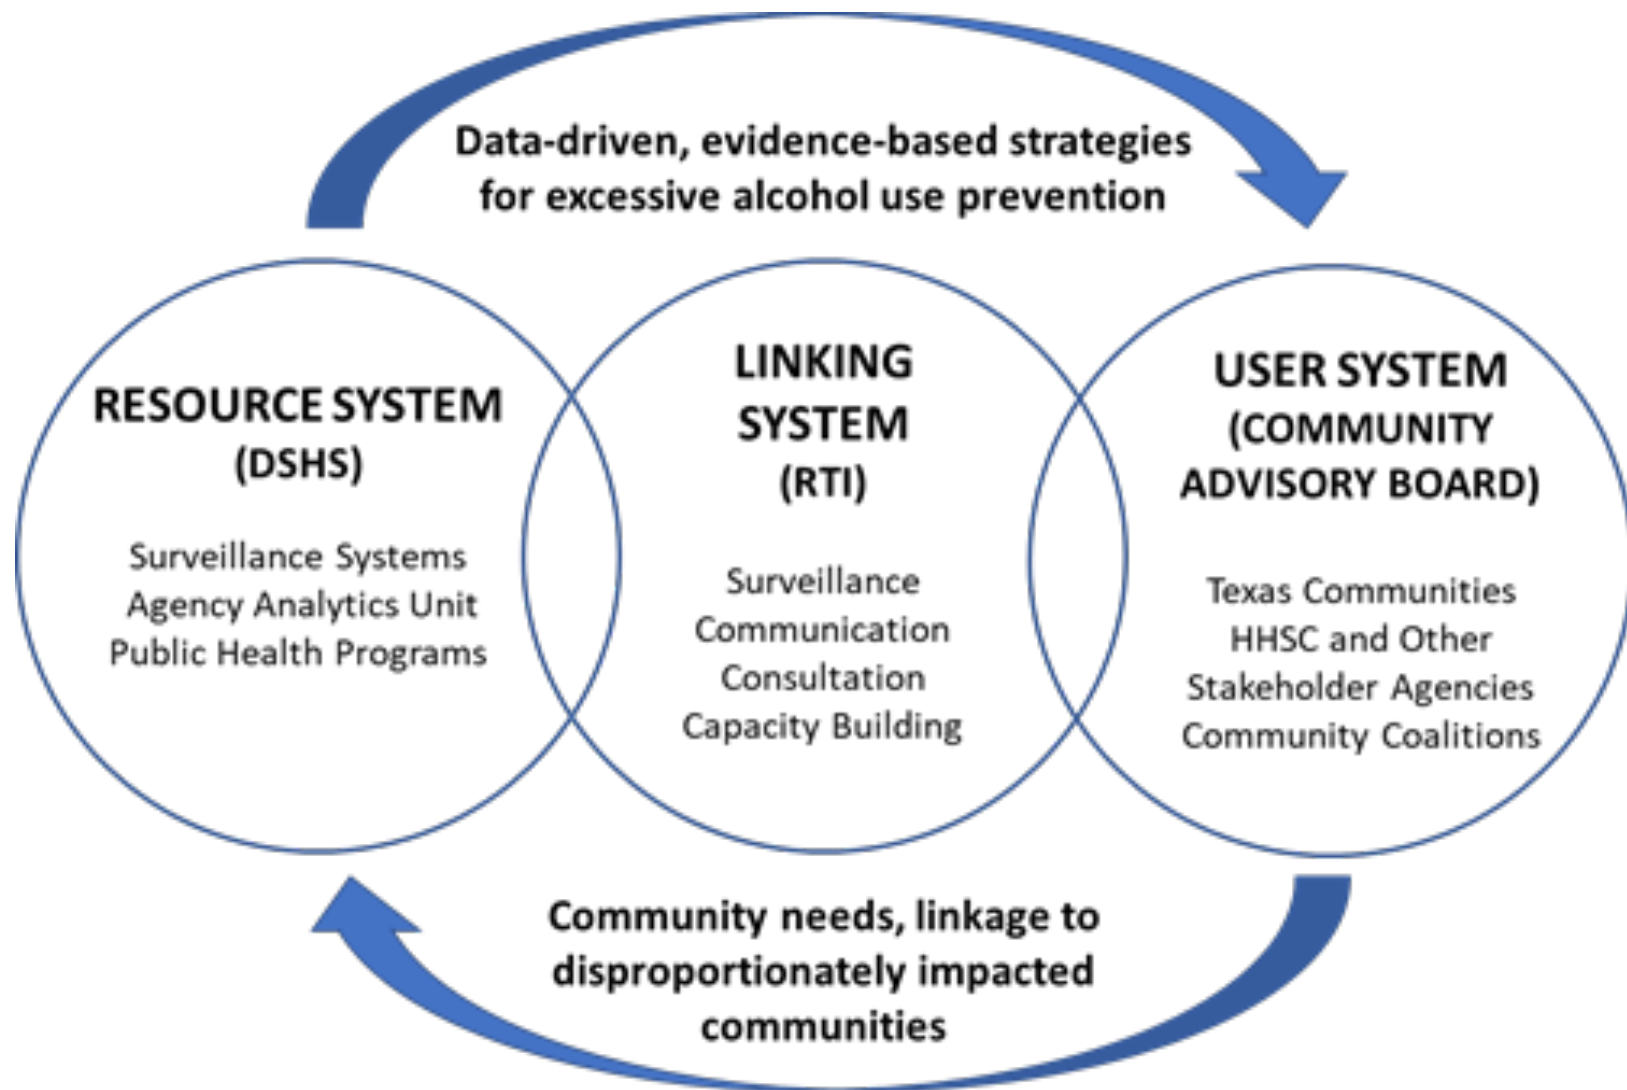 Data-driven, evidence-based strategies
for excessive alcohol use prevention
RESOURCE SYSTEM
(DSHS)
Surveillance Systems
Agency Analytics Unit
Public Health Programs
LINKING
SYSTEM
(RTI)
Surveillance
Communication
Consultation
Capacity Building
USER SYSTEM
(COMMUNITY
ADVISORY BOARD)
Texas Communities
HHSC and Other
Stakeholder Agencies
Community Coalitions
Community needs, linkage to
disproportionately impacted
communities